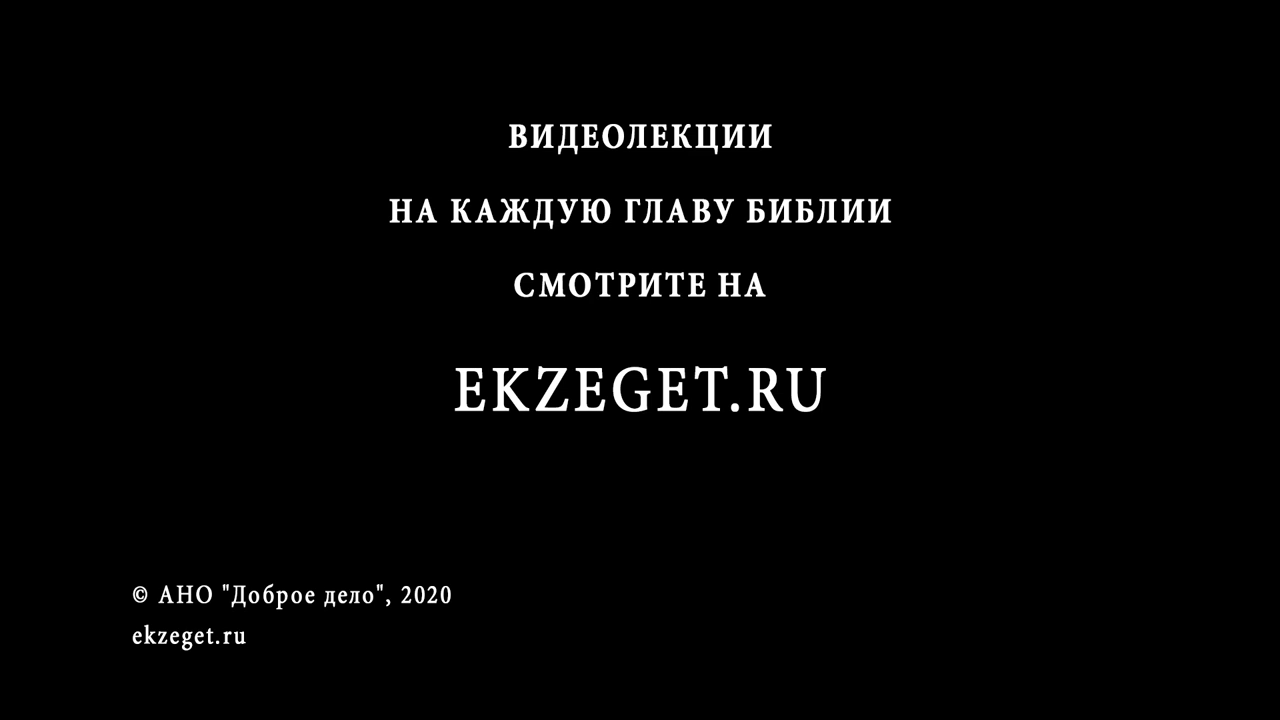 ВИДЕОЛЕКЦИИ
НА КАЖДУЮ ГЛАВУ БИБЛИИ
СМОТРИТЕ НА
EKZEGET.RU
© АНО "Доброе дело", 2020
ekzeget.ru